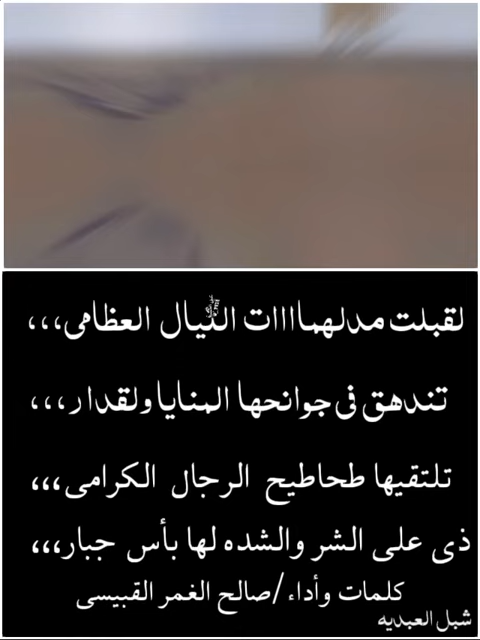 لقبلت مدلهمااات الليال العظامى،،،
تندهق فى جوانحها المنايا ولقدار،،،
تلتقيها طحاطيح الرجال الكرامى،،،
ذى على الشر والشده لها بأس جبار،،،
كلمات وأداء/صالح الغمر القبيسى
شبل العبديه